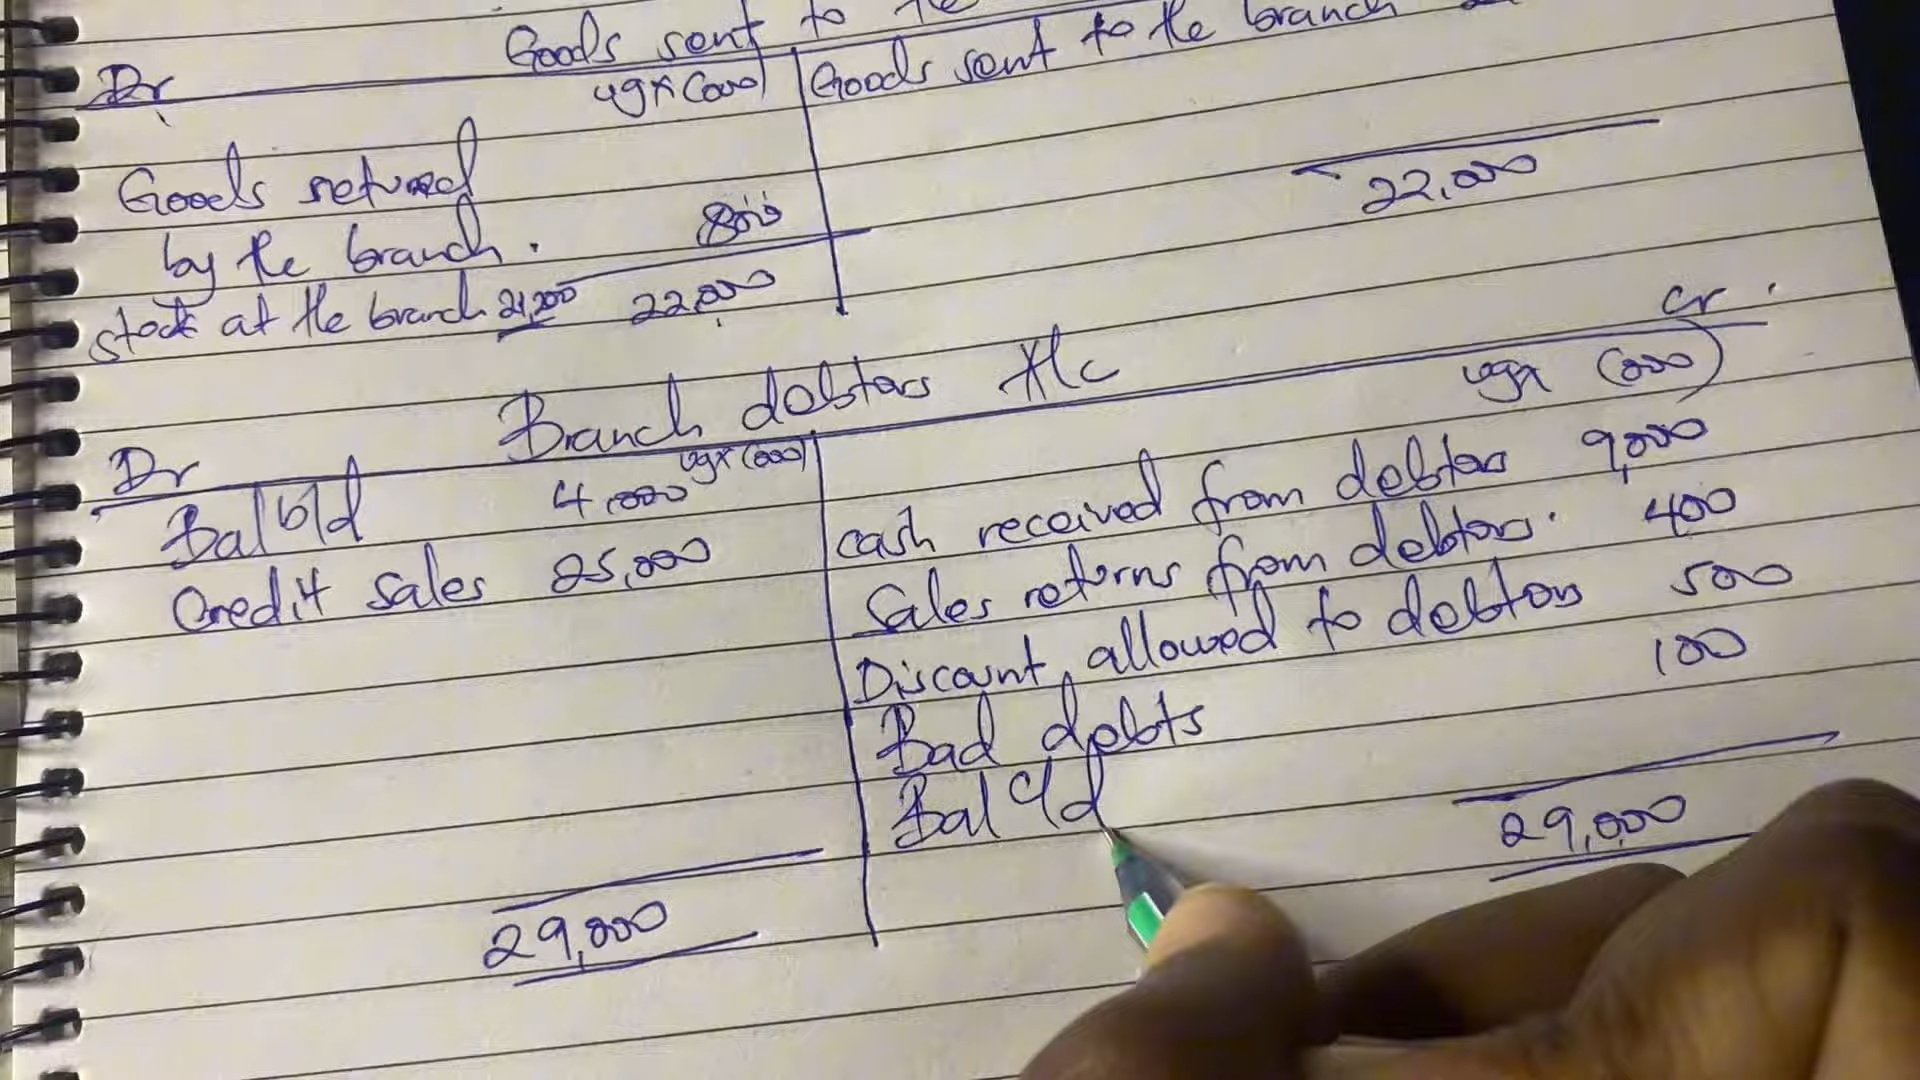 Goods sent to the
Dr
ugx (000) Goods sent to the branch
Goods retured
by the branch. 800
22,000
stock at the branch 21,200 22,000
Cr.
Branch debtors A/c
Dr ugx (000) ugx (000)
Bal b/d 4,000 cash received from debtors 9,000
Credit sales 25,000 Sales returns from debtors. 400
Discount allowed to debtors 500
Bad debts 100
Bal c/d
29,000 29,000